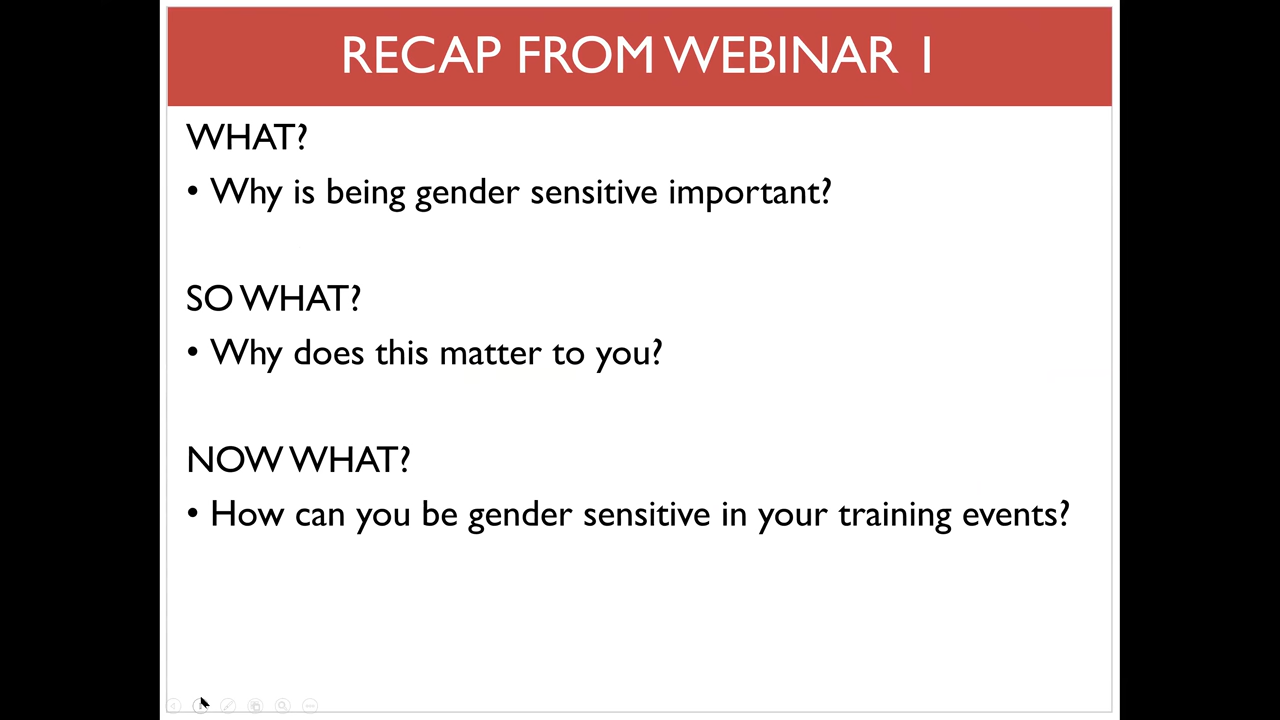 RECAP FROM WEBINAR 1
WHAT?
• Why is being gender sensitive important?
SO WHAT?
• Why does this matter to you?
NOW WHAT?
• How can you be gender sensitive in your training events?